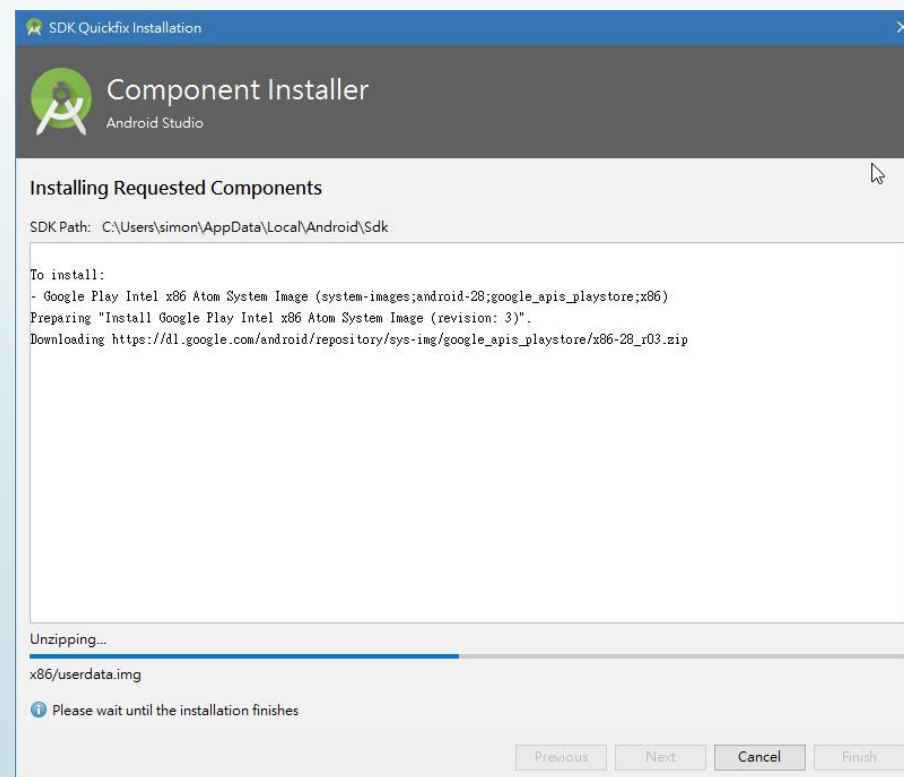 SDK Quickfix Installation
Component Installer
Android Studio
Installing Requested Components
SDK Path: C:\Users\simon\AppData\Local\Android\Sdk
To install:
- Google Play Intel x86 Atom System Image (system-images;android-28;google_apis_playstore;x86)
Preparing "Install Google Play Intel x86 Atom System Image (revision: 3)".
Downloading https://dl.google.com/android/repository/sys-img/google_apis_playstore/x86-28_r03.zip
Unzipping...
x86/userdata.img
Please wait until the installation finishes
Previous Next Cancel Finish